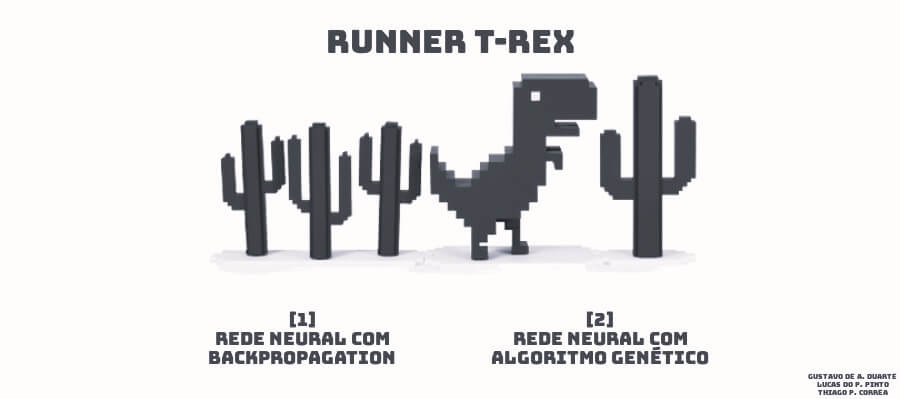 RUNNER T-REX
[1]
REDE NEURAL COM
BACKPROPAGATION
[2]
REDE NEURAL COM
ALGORITMO GENÉTICO
GUSTAVO DE A. DUARTE
LUCAS DO P. PINTO
THIAGO P. CORREA